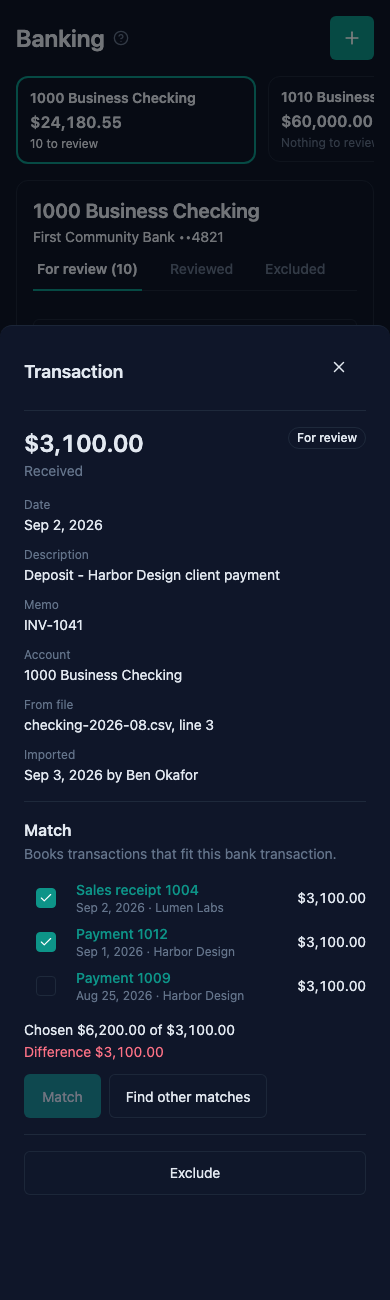 Banking
1000 Business Checking
$24,180.55
10 to review
1010 Business
$60,000.00
Nothing to review
1000 Business Checking
First Community Bank ••4821
For review (10)
Reviewed
Excluded
Transaction
$3,100.00
For review
Received
Date
Sep 2, 2026
Description
Deposit - Harbor Design client payment
Memo
INV-1041
Account
1000 Business Checking
From file
checking-2026-08.csv, line 3
Imported
Sep 3, 2026 by Ben Okafor
Match
Books transactions that fit this bank transaction.
Sales receipt 1004
$3,100.00
Sep 2, 2026 · Lumen Labs
Payment 1012
$3,100.00
Sep 1, 2026 · Harbor Design
Payment 1009
$3,100.00
Aug 25, 2026 · Harbor Design
Chosen $6,200.00 of $3,100.00
Difference $3,100.00
Match
Find other matches
Exclude